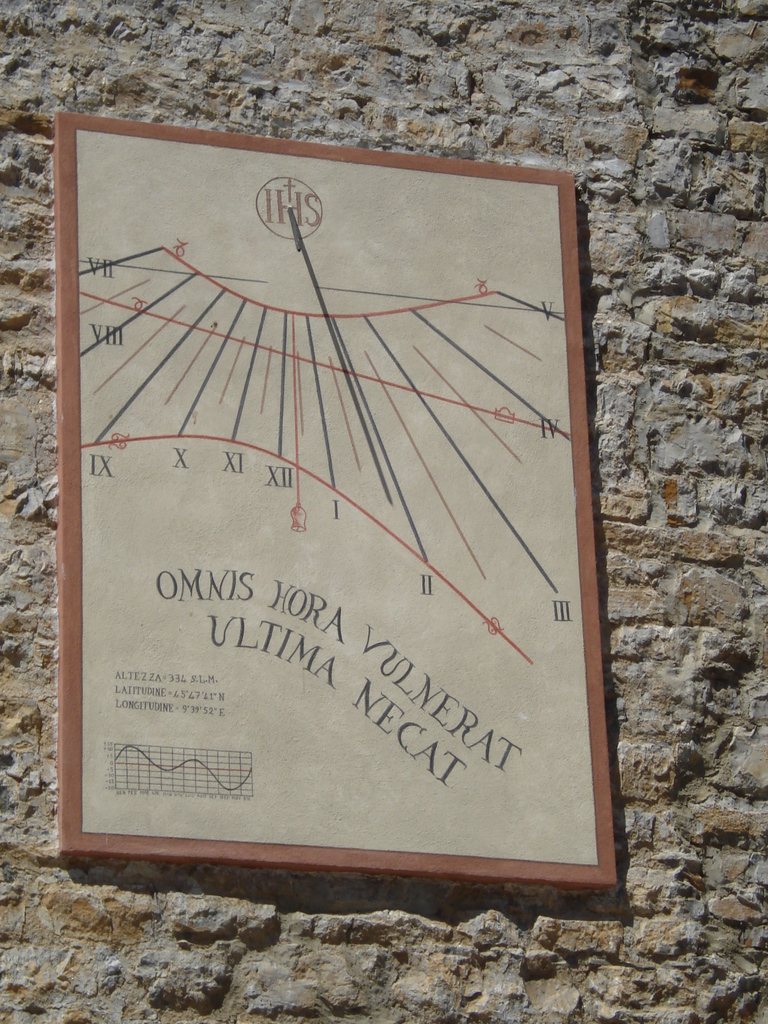 IHS
VII
V
VIII
IV
IX X XI XII
I
II
III
OMNIS HORA VULNERAT
ULTIMA NECAT
ALTEZZA = 334 S.L.M.
LATITUDINE = 45°47'41" N
LONGITUDINE = 9°39'52" E